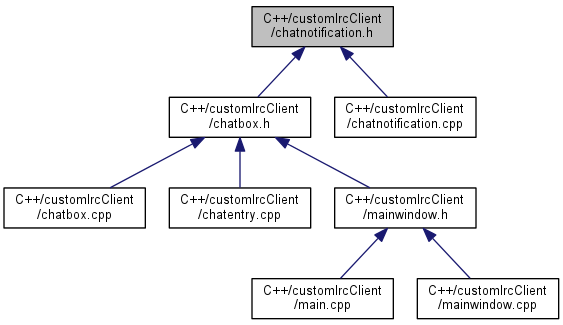 C++/customIrcClient
/chatnotification.h
C++/customIrcClient
/chatbox.h
C++/customIrcClient
/chatnotification.cpp
C++/customIrcClient
/chatbox.cpp
C++/customIrcClient
/chatentry.cpp
C++/customIrcClient
/mainwindow.h
C++/customIrcClient
/main.cpp
C++/customIrcClient
/mainwindow.cpp